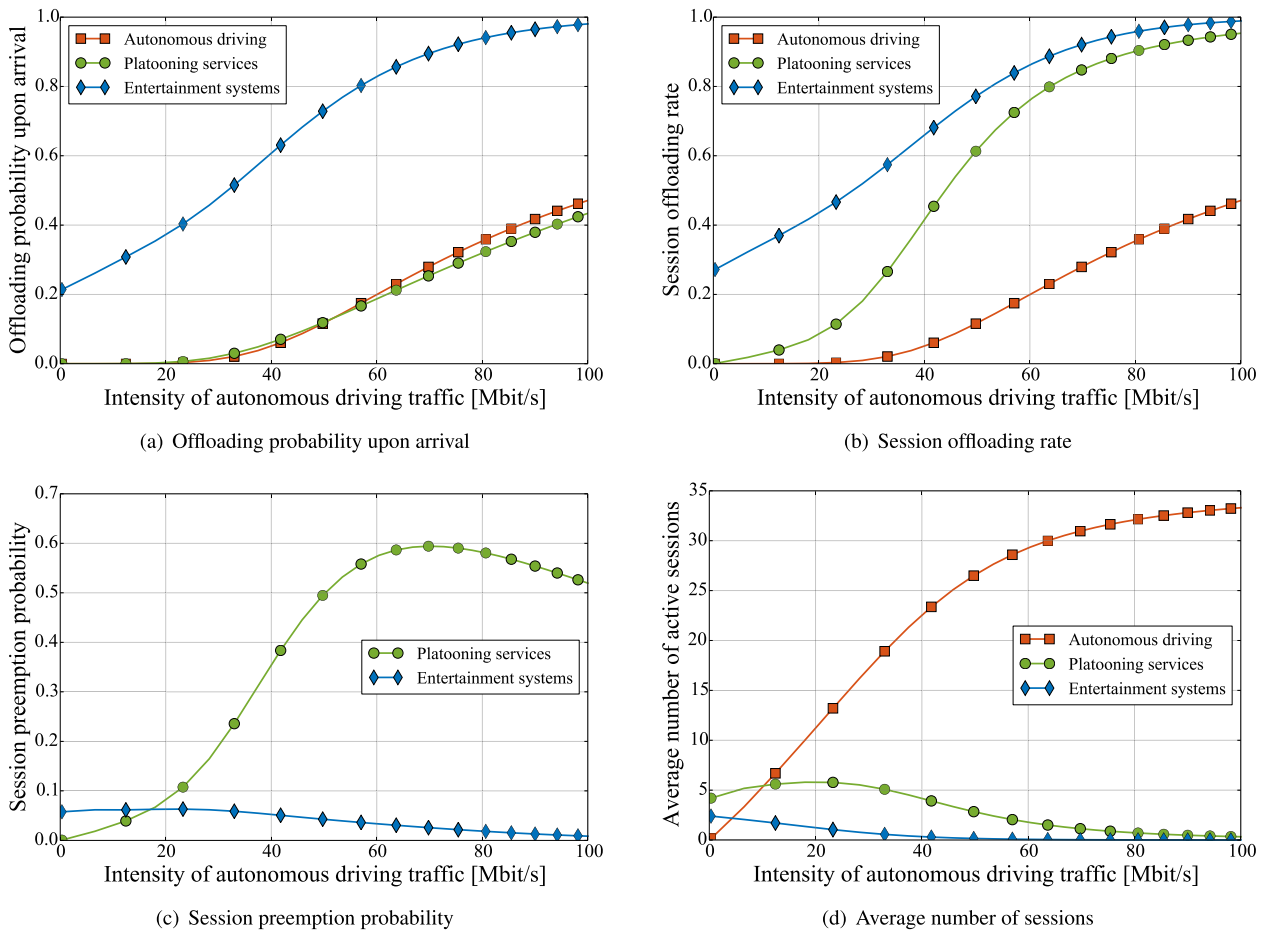 Offloading probability upon arrival
1.0
0.8
0.6
0.4
0.2
0.0
Autonomous driving
Platooning services
Entertainment systems
0 20 40 60 80 100
Intensity of autonomous driving traffic [Mbit/s]
(a) Offloading probability upon arrival
Session offloading rate
1.0
0.8
0.6
0.4
0.2
0.0
Autonomous driving
Platooning services
Entertainment systems
0 20 40 60 80 100
Intensity of autonomous driving traffic [Mbit/s]
(b) Session offloading rate
Session preemption probability
0.7
0.6
0.5
0.4
0.3
0.2
0.1
0.0
Platooning services
Entertainment systems
0 20 40 60 80 100
Intensity of autonomous driving traffic [Mbit/s]
(c) Session preemption probability
Average number of active sessions
35
30
25
20
15
10
5
0
Autonomous driving
Platooning services
Entertainment systems
0 20 40 60 80 100
Intensity of autonomous driving traffic [Mbit/s]
(d) Average number of sessions